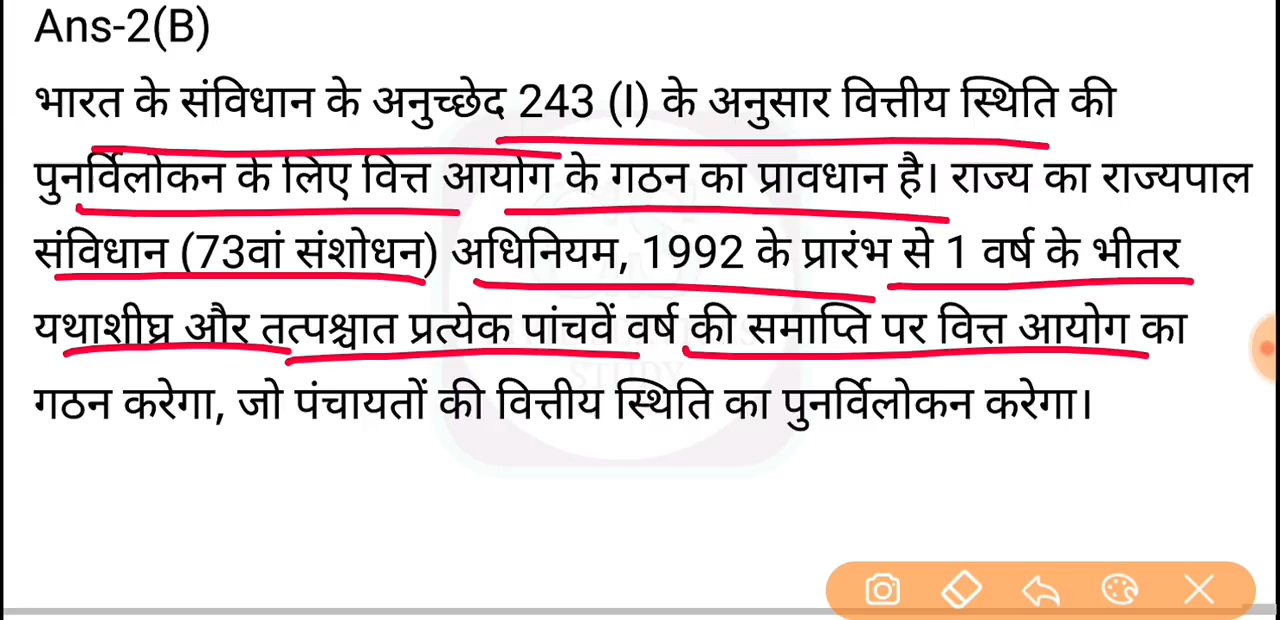 Ans-2(B)
भारत के संविधान के अनुच्छेद 243 (I) के अनुसार वित्तीय स्थिति की
पुनर्विलोकन के लिए वित्त आयोग के गठन का प्रावधान है। राज्य का राज्यपाल
संविधान (73वां संशोधन) अधिनियम, 1992 के प्रारंभ से 1 वर्ष के भीतर
यथाशीघ्र और तत्पश्चात प्रत्येक पांचवें वर्ष की समाप्ति पर वित्त आयोग का
गठन करेगा, जो पंचायतों की वित्तीय स्थिति का पुनर्विलोकन करेगा।
STUDY